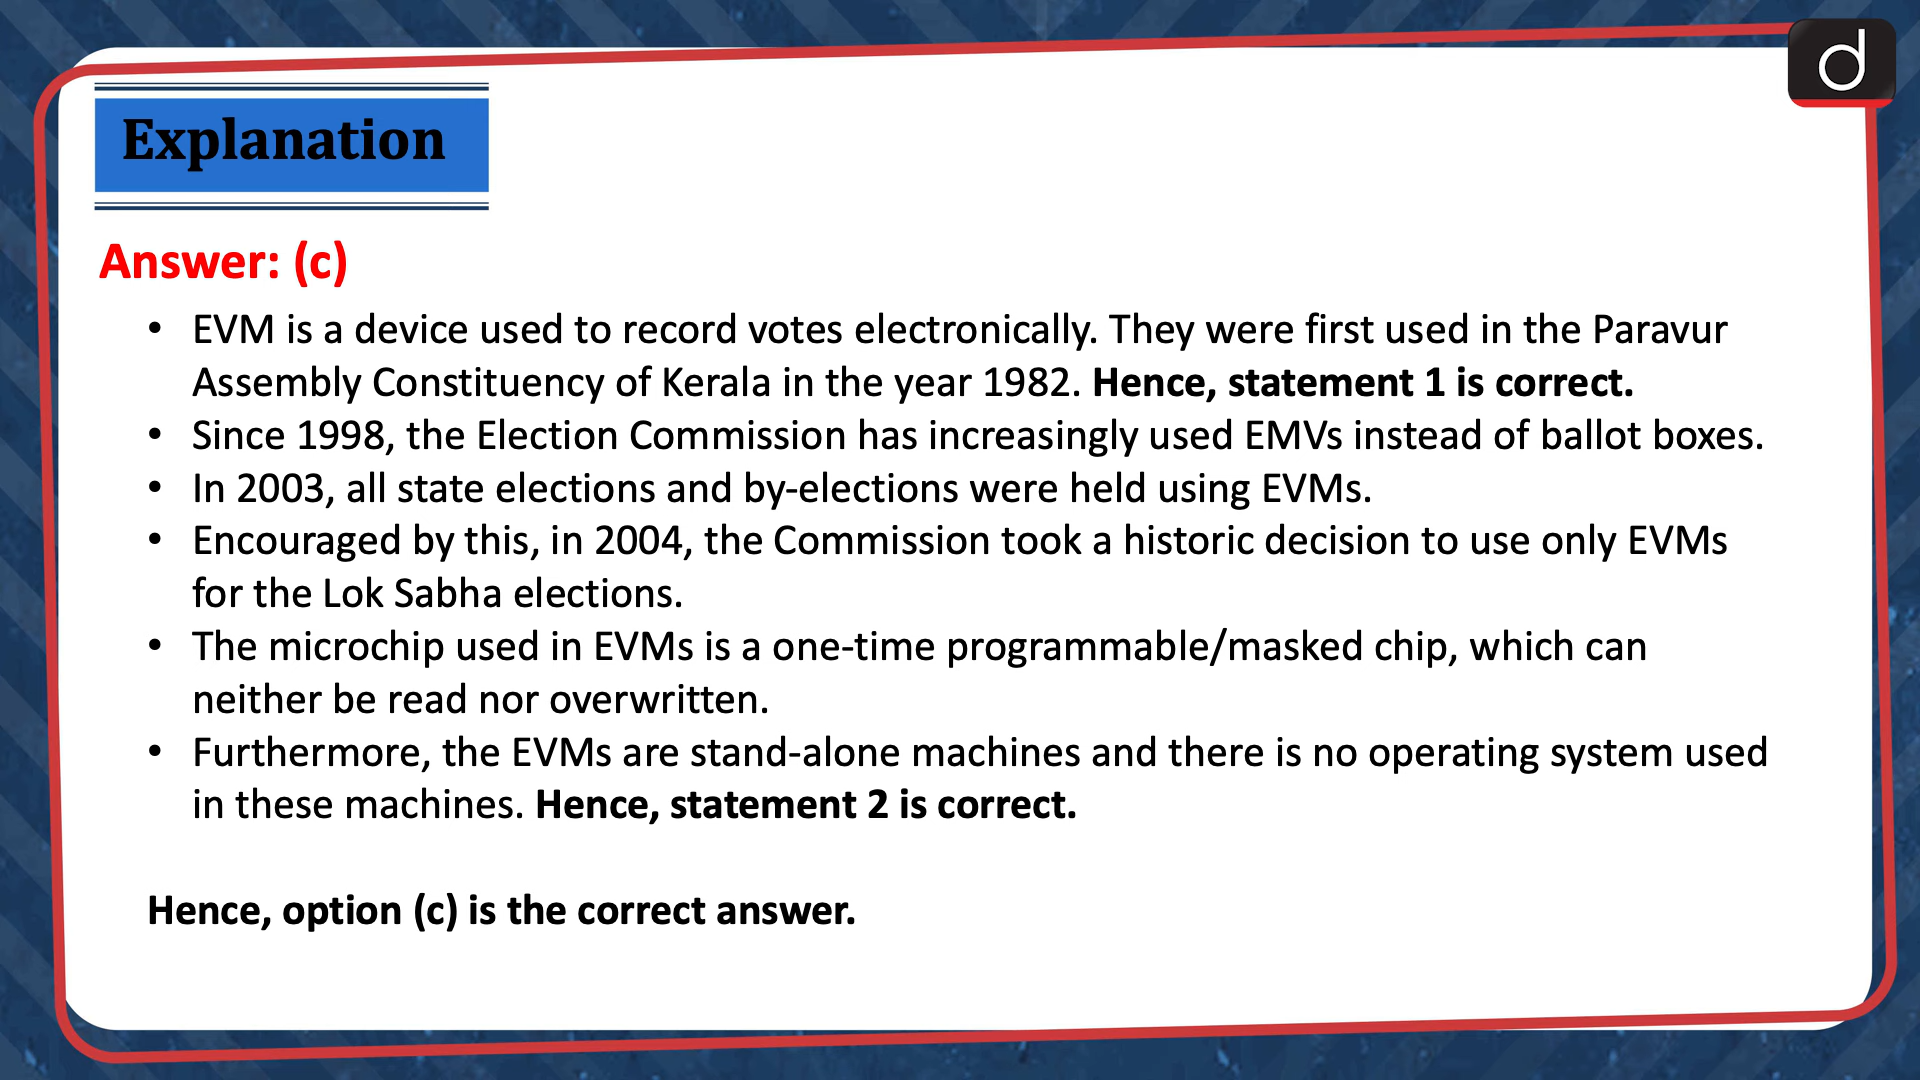 d
Explanation
Answer: (c)
• EVM is a device used to record votes electronically. They were first used in the Paravur
Assembly Constituency of Kerala in the year 1982. Hence, statement 1 is correct.
• Since 1998, the Election Commission has increasingly used EMVs instead of ballot boxes.
• In 2003, all state elections and by-elections were held using EVMs.
• Encouraged by this, in 2004, the Commission took a historic decision to use only EVMs
for the Lok Sabha elections.
• The microchip used in EVMs is a one-time programmable/masked chip, which can
neither be read nor overwritten.
• Furthermore, the EVMs are stand-alone machines and there is no operating system used
in these machines. Hence, statement 2 is correct.
Hence, option (c) is the correct answer.